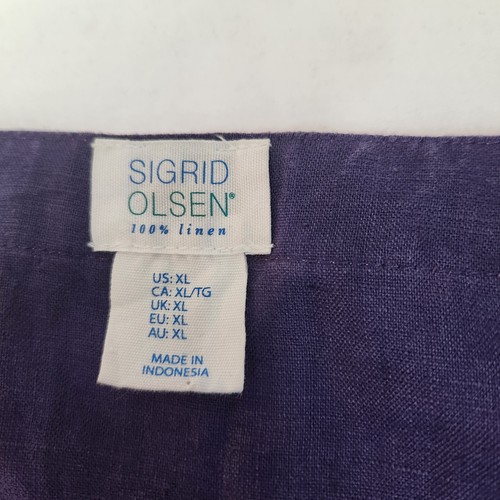 SIGRID
OLSEN®
100% linen
US: XL
CA: XL/TG
UK: XL
EU: XL
AU: XL
MADE IN
INDONESIA